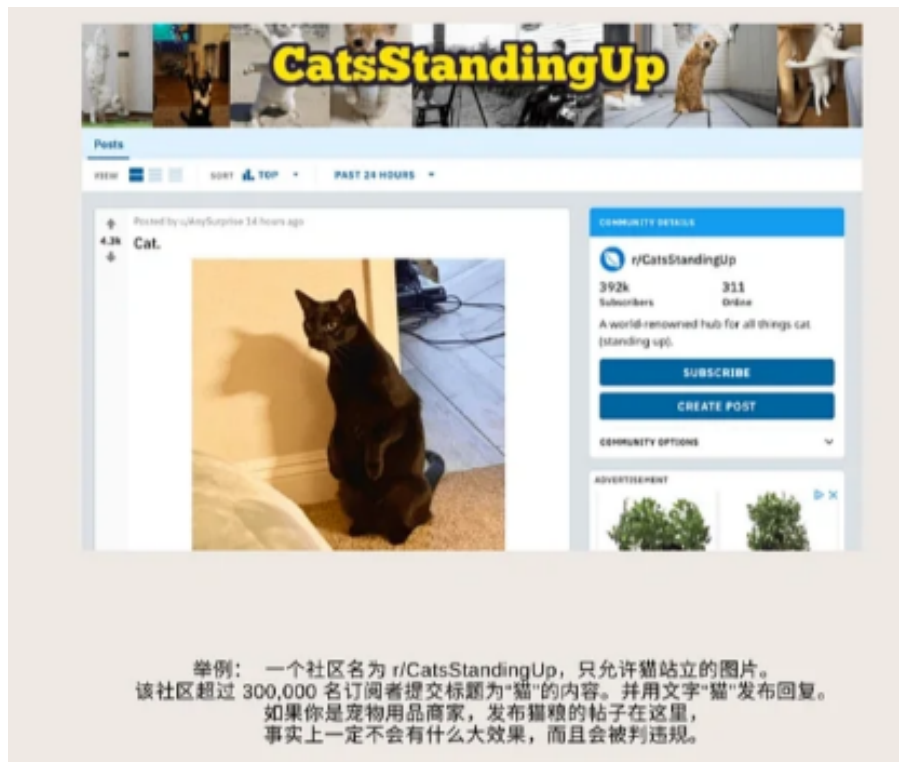 CatsStandingUp
Posts
VIEW SORT TOP PAST 24 HOURS
Posted by u/AnySurprise 14 hours ago
4.3k Cat.
COMMUNITY DETAILS
r/CatsStandingUp
392k 311
Subscribers Online
A world-renowned hub for all things cat
(standing up).
SUBSCRIBE
CREATE POST
COMMUNITY OPTIONS
ADVERTISEMENT
举例： 一个社区名为 r/CatsStandingUp，只允许猫站立的图片。
该社区超过 300,000 名订阅者提交标题为“猫”的内容。并用文字“猫”发布回复。
如果你是宠物用品商家，发布猫粮的帖子在这里，
事实上一定不会有什么大效果，而且会被判违规。